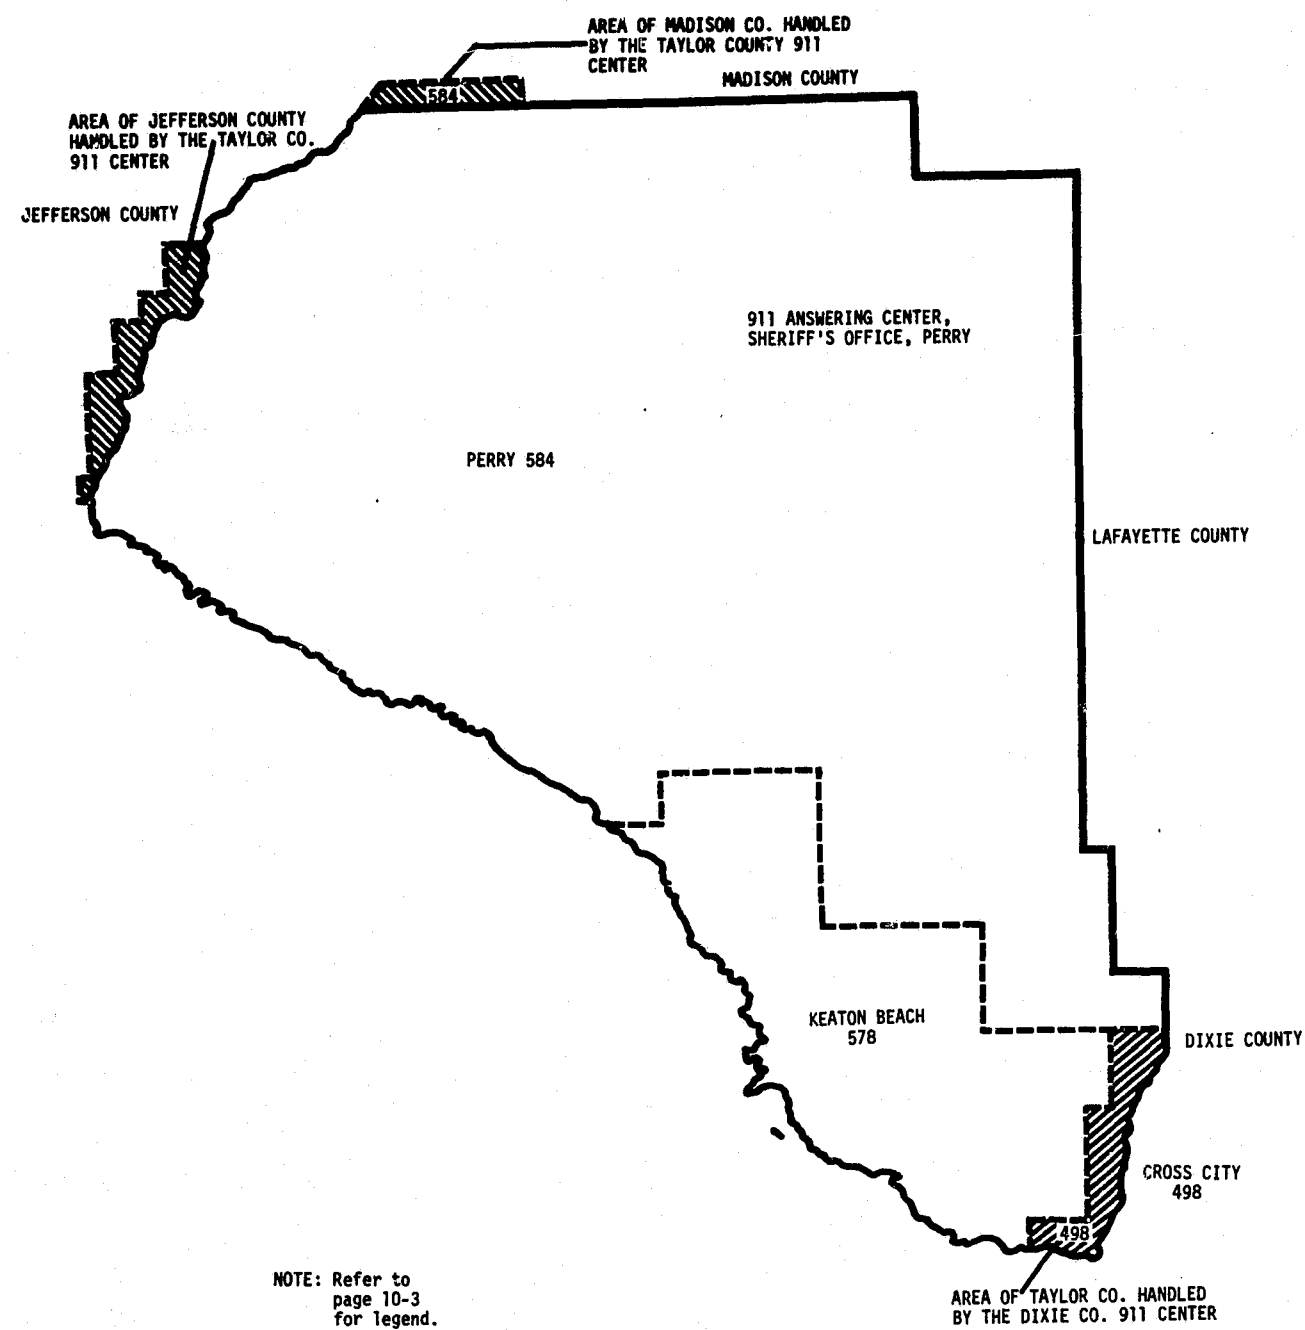 AREA OF MADISON CO. HANDLED
BY THE TAYLOR COUNTY 911
CENTER
MADISON COUNTY
584
AREA OF JEFFERSON COUNTY
HANDLED BY THE TAYLOR CO.
911 CENTER
JEFFERSON COUNTY
911 ANSWERING CENTER,
SHERIFF'S OFFICE, PERRY
PERRY 584
LAFAYETTE COUNTY
KEATON BEACH
578
DIXIE COUNTY
CROSS CITY
498
498
AREA OF TAYLOR CO. HANDLED
BY THE DIXIE CO. 911 CENTER
NOTE: Refer to
page 10-3
for legend.